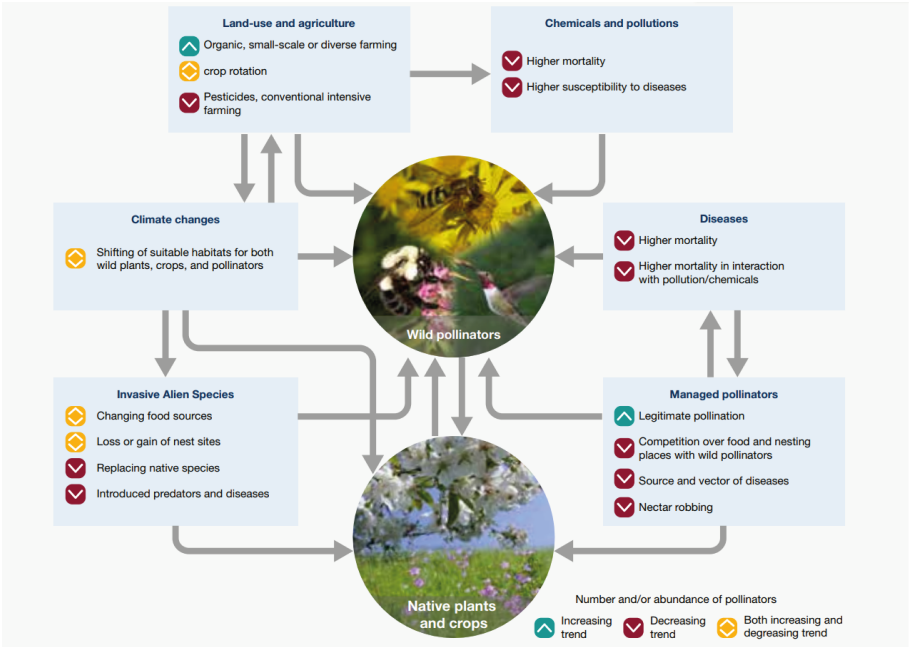 Land-use and agriculture
Organic, small-scale or diverse farming
crop rotation
Pesticides, conventional intensive
farming
Chemicals and pollutions
Higher mortality
Higher susceptibility to diseases
Climate changes
Shifting of suitable habitats for both
wild plants, crops, and pollinators
Wild pollinators
Diseases
Higher mortality
Higher mortality in interaction
with pollution/chemicals
Invasive Alien Species
Changing food sources
Loss or gain of nest sites
Replacing native species
Introduced predators and diseases
Managed pollinators
Legitimate pollination
Competition over food and nesting
places with wild pollinators
Source and vector of diseases
Nectar robbing
Native plants
and crops
Number and/or abundance of pollinators
Increasing
trend
Decreasing
trend
Both increasing and
degreasing trend